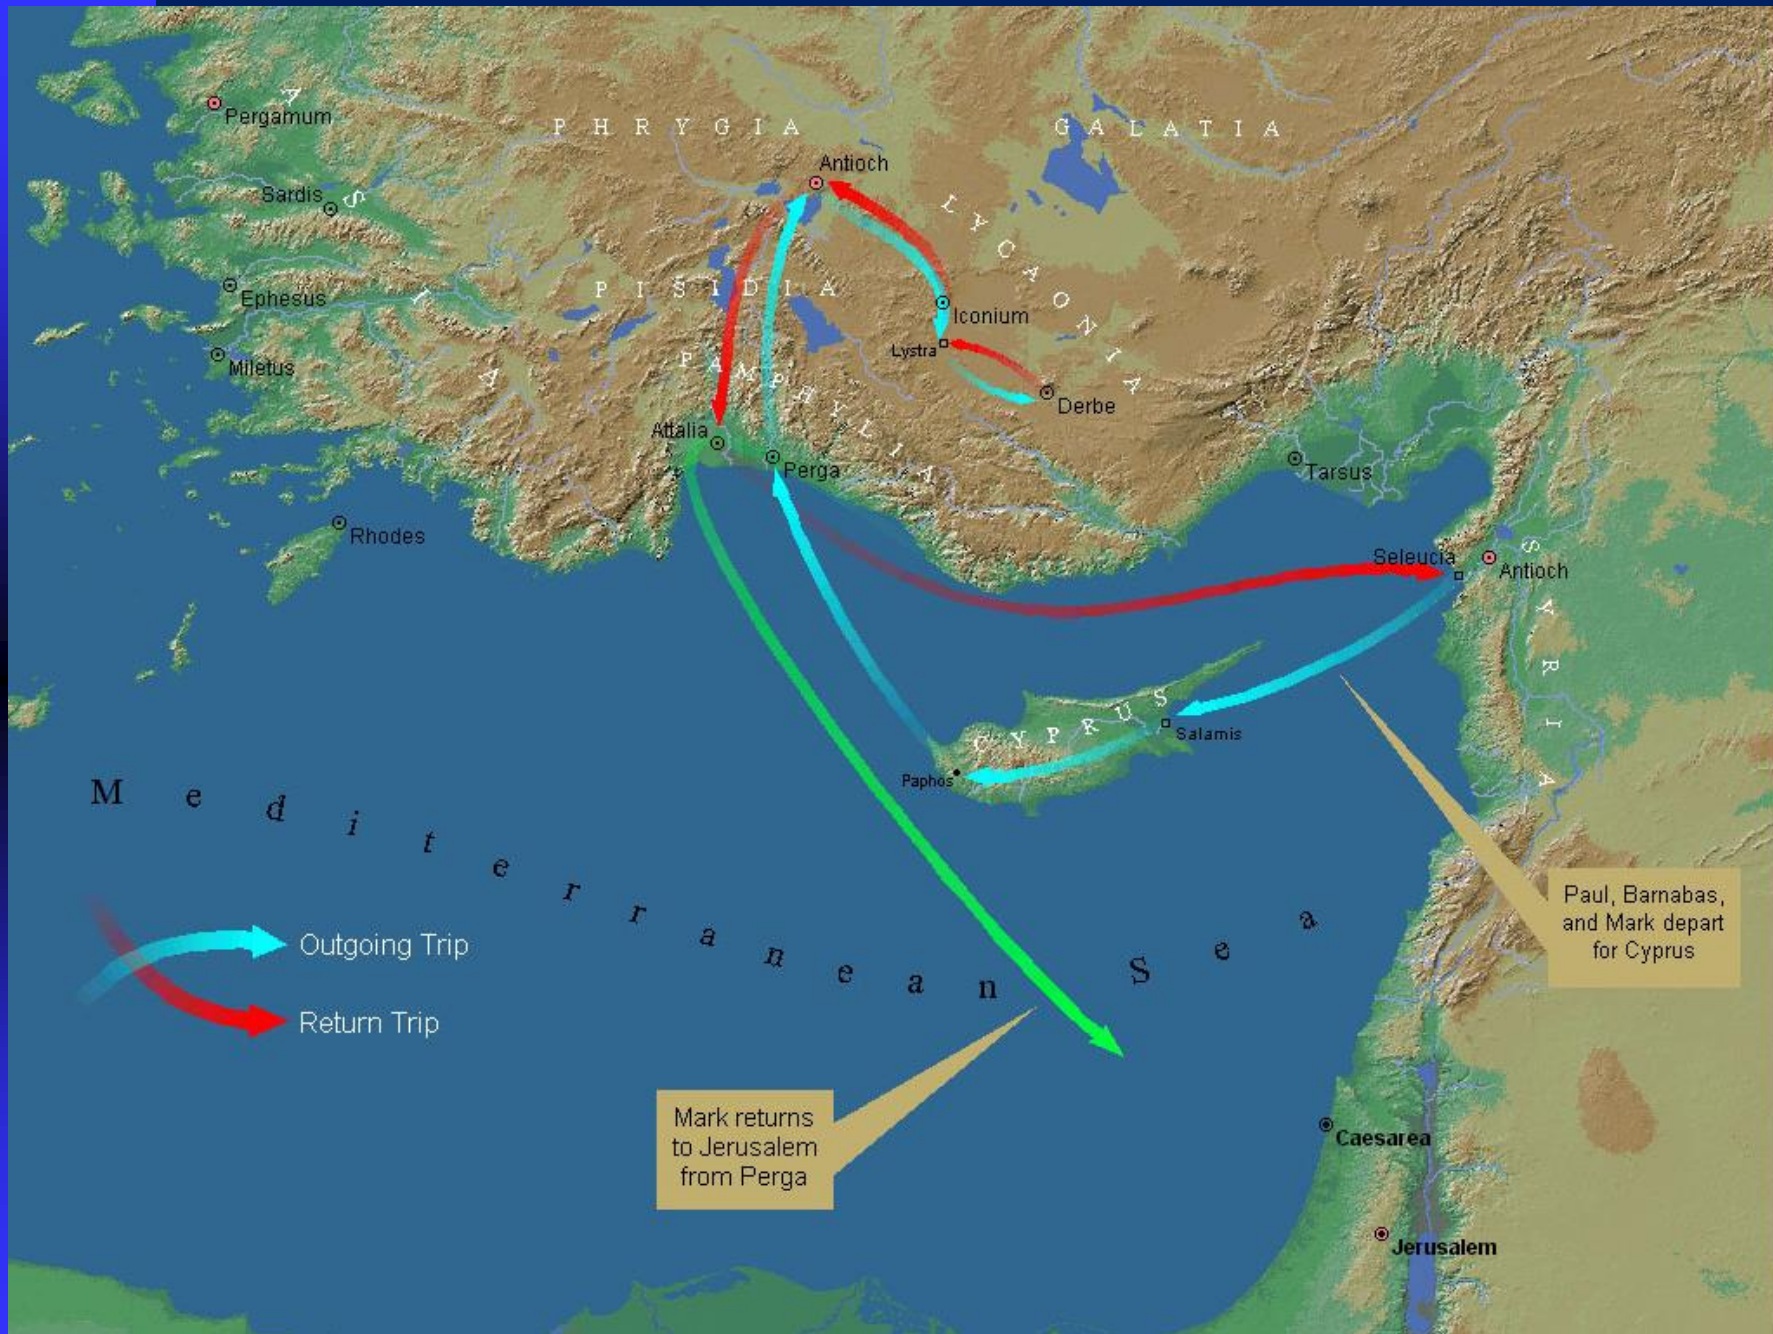 Pergamum
A S I A
PHRYGIA
GALATIA
Antioch
Sardis
LYCAONIA
Ephesus
PISIDIA
Iconium
Lystra
Miletus
PAMPHYLIA
Derbe
Attalia
Perga
Tarsus
Rhodes
Seleucia
Antioch
SYRIA
CYPRUS
Salamis
Paphos
Mediterranean Sea
Paul, Barnabas,
and Mark depart
for Cyprus
Outgoing Trip
Return Trip
Mark returns
to Jerusalem
from Perga
Caesarea
Jerusalem